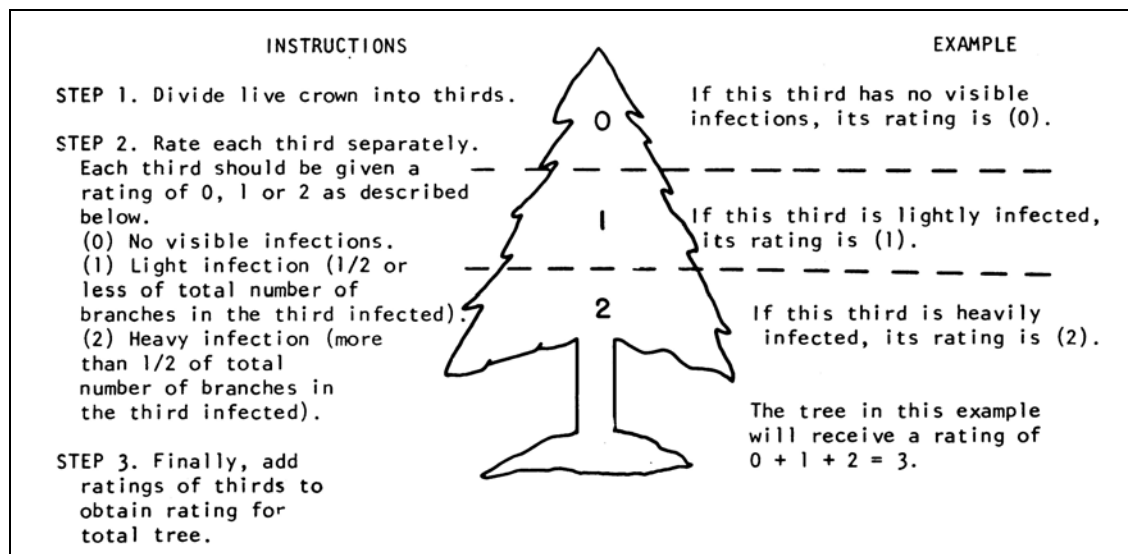 INSTRUCTIONS
STEP 1. Divide live crown into thirds.
STEP 2. Rate each third separately.
Each third should be given a
rating of 0, 1 or 2 as described
below.
(0) No visible infections.
(1) Light infection (1/2 or
less of total number of
branches in the third infected).
(2) Heavy infection (more
than 1/2 of total
number of branches in
the third infected).
STEP 3. Finally, add
ratings of thirds to
obtain rating for
total tree.
0
1
2
EXAMPLE
If this third has no visible
infections, its rating is (0).
If this third is lightly infected,
its rating is (1).
If this third is heavily
infected, its rating is (2).
The tree in this example
will receive a rating of
0 + 1 + 2 = 3.